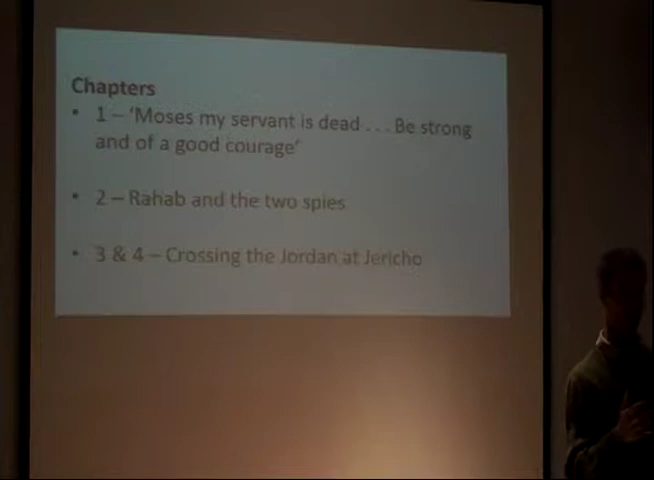 Chapters
• 1 – 'Moses my servant is dead . . . Be strong
and of a good courage'
• 2 – Rahab and the two spies
• 3 & 4 – Crossing the Jordan at Jericho